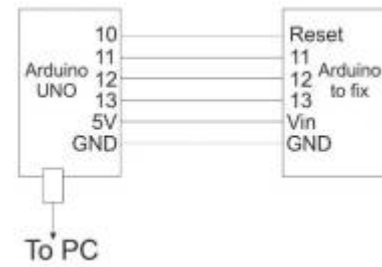 10 Reset
11 11
Arduino UNO
12 12
Arduino to fix
13 13
5V Vin
GND GND
To PC